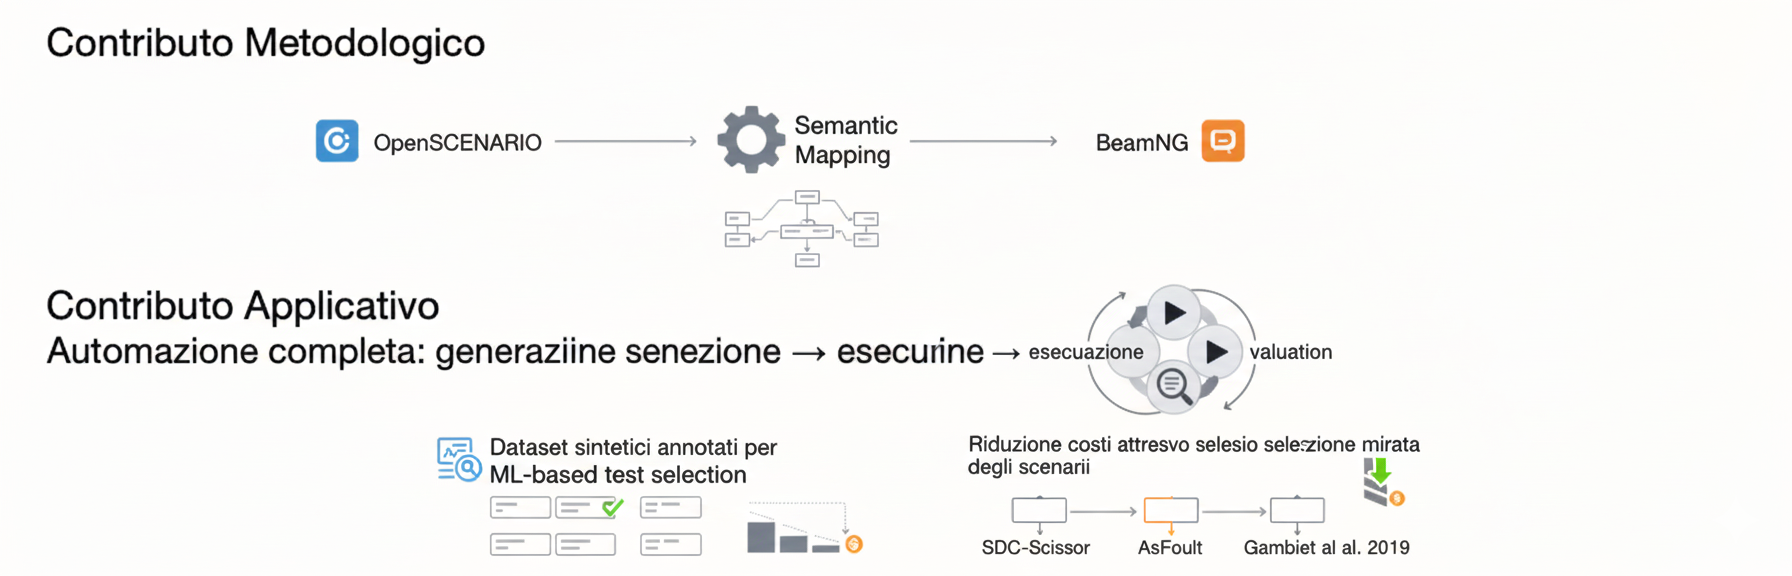 Contributo Metodologico
OpenSCENARIO
Semantic
Mapping
BeamNG
Contributo Applicativo
Automazione completa: generaziine senezione → esecurine → esecuazione
valuation
Dataset sintetici annotati per
ML-based test selection
Riduzione costi attresvo selesio selezione mirata
degli scenarii
SDC-Scissor
AsFoult
Gambiet al al. 2019